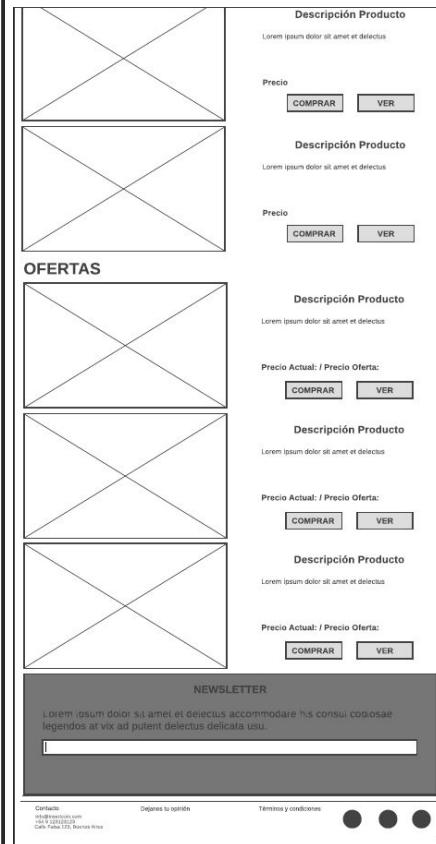 Descripción Producto
Lorem ipsum dolor sit amet et delectus
Precio
COMPRAR VER
Descripción Producto
Lorem ipsum dolor sit amet et delectus
Precio
COMPRAR VER
OFERTAS
Descripción Producto
Lorem ipsum dolor sit amet et delectus
Precio Actual: / Precio Oferta:
COMPRAR VER
Descripción Producto
Lorem ipsum dolor sit amet et delectus
Precio Actual: / Precio Oferta:
COMPRAR VER
Descripción Producto
Lorem ipsum dolor sit amet et delectus
Precio Actual: / Precio Oferta:
COMPRAR VER
NEWSLETTER
Lorem ipsum dolor sit amet et delectus accommodare his consul copiosae
legendos at vix ad putent delectus delicata usu.
Contacto Dejanos tu opinión Términos y condiciones
Calle Falsa 123, Buenos Aires